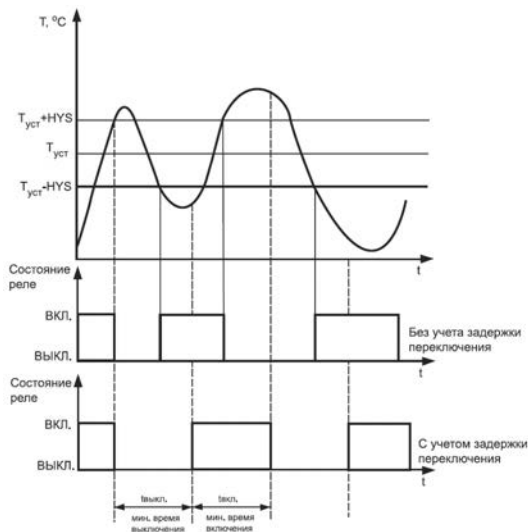 T, °C
Tуст+HYS
Tуст
Tуст-HYS
t
Состояние
реле
ВКЛ.
ВЫКЛ.
Без учета задержки
переключения
t
Состояние
реле
ВКЛ.
ВЫКЛ.
С учетом задержки
переключения
t
tвыкл.
мин. время
выключения
tвкл.
мин. время
включения